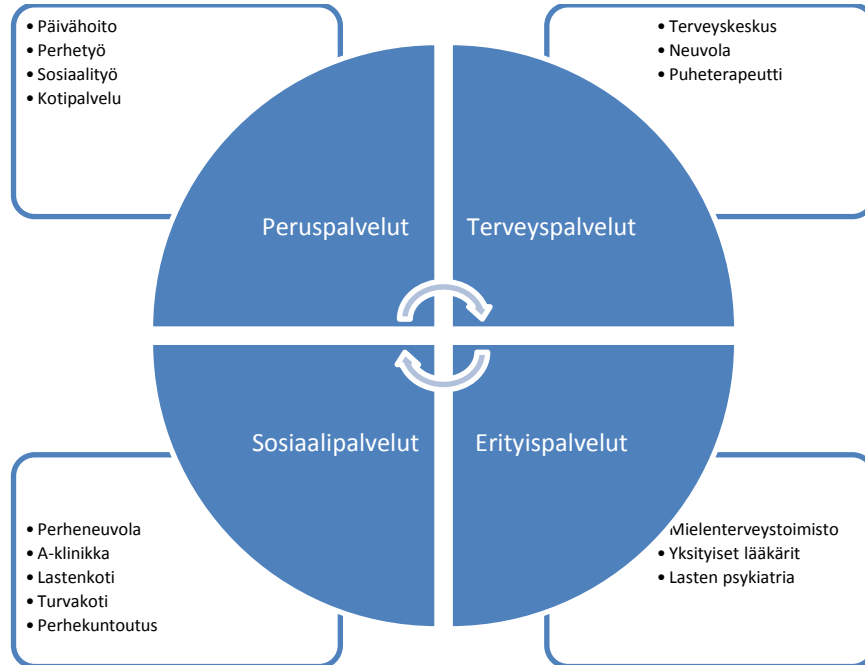 • Päivähoito
• Perhetyö
• Sosiaalityö
• Kotipalvelu
• Terveyskeskus
• Neuvola
• Puheterapeutti
Peruspalvelut
Terveyspalvelut
Sosiaalipalvelut
Erityispalvelut
• Perheneuvola
• A-klinikka
• Lastenkoti
• Turvakoti
• Perhekuntoutus
Mielenterveystoimisto
• Yksityiset lääkärit
• Lasten psykiatria